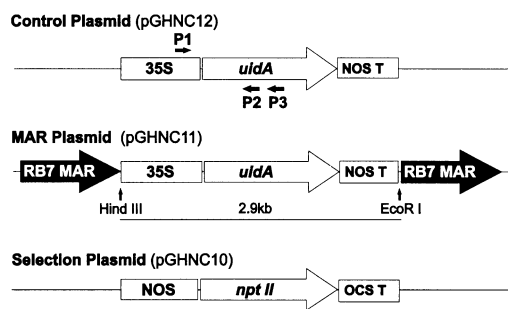 Control Plasmid (pGHNC12)
P1
35S uidA NOS T
P2 P3
MAR Plasmid (pGHNC11)
RB7 MAR 35S uidA NOS T RB7 MAR
Hind III 2.9kb EcoR I
Selection Plasmid (pGHNC10)
NOS npt II OCS T